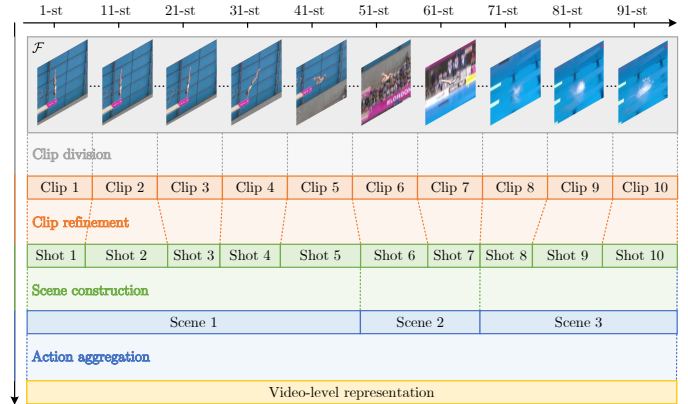 1-st 11-st 21-st 31-st 41-st 51-st 61-st 71-st 81-st 91-st
F
LONDON
Clip division
Clip 1 Clip 2 Clip 3 Clip 4 Clip 5 Clip 6 Clip 7 Clip 8 Clip 9 Clip 10
Clip refinement
Shot 1 Shot 2 Shot 3 Shot 4 Shot 5 Shot 6 Shot 7 Shot 8 Shot 9 Shot 10
Scene construction
Scene 1 Scene 2 Scene 3
Action aggregation
Video-level representation